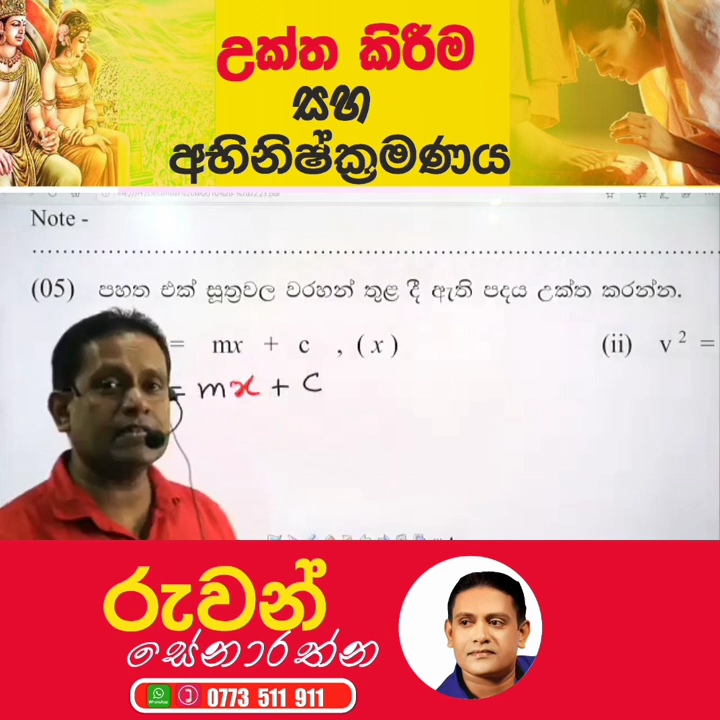 උක්ත කිරීම
සහ
අභිනිෂ්ක්‍රමණය
Note -
(05) පහත එක් සූත්‍රවල වරහන් තුළ දී ඇති පදය උක්ත කරන්න.
= mx + c , (x) (ii) v² =
= mx + c
රුවන්
සේනාරත්න
WhatsApp 0773 511 911